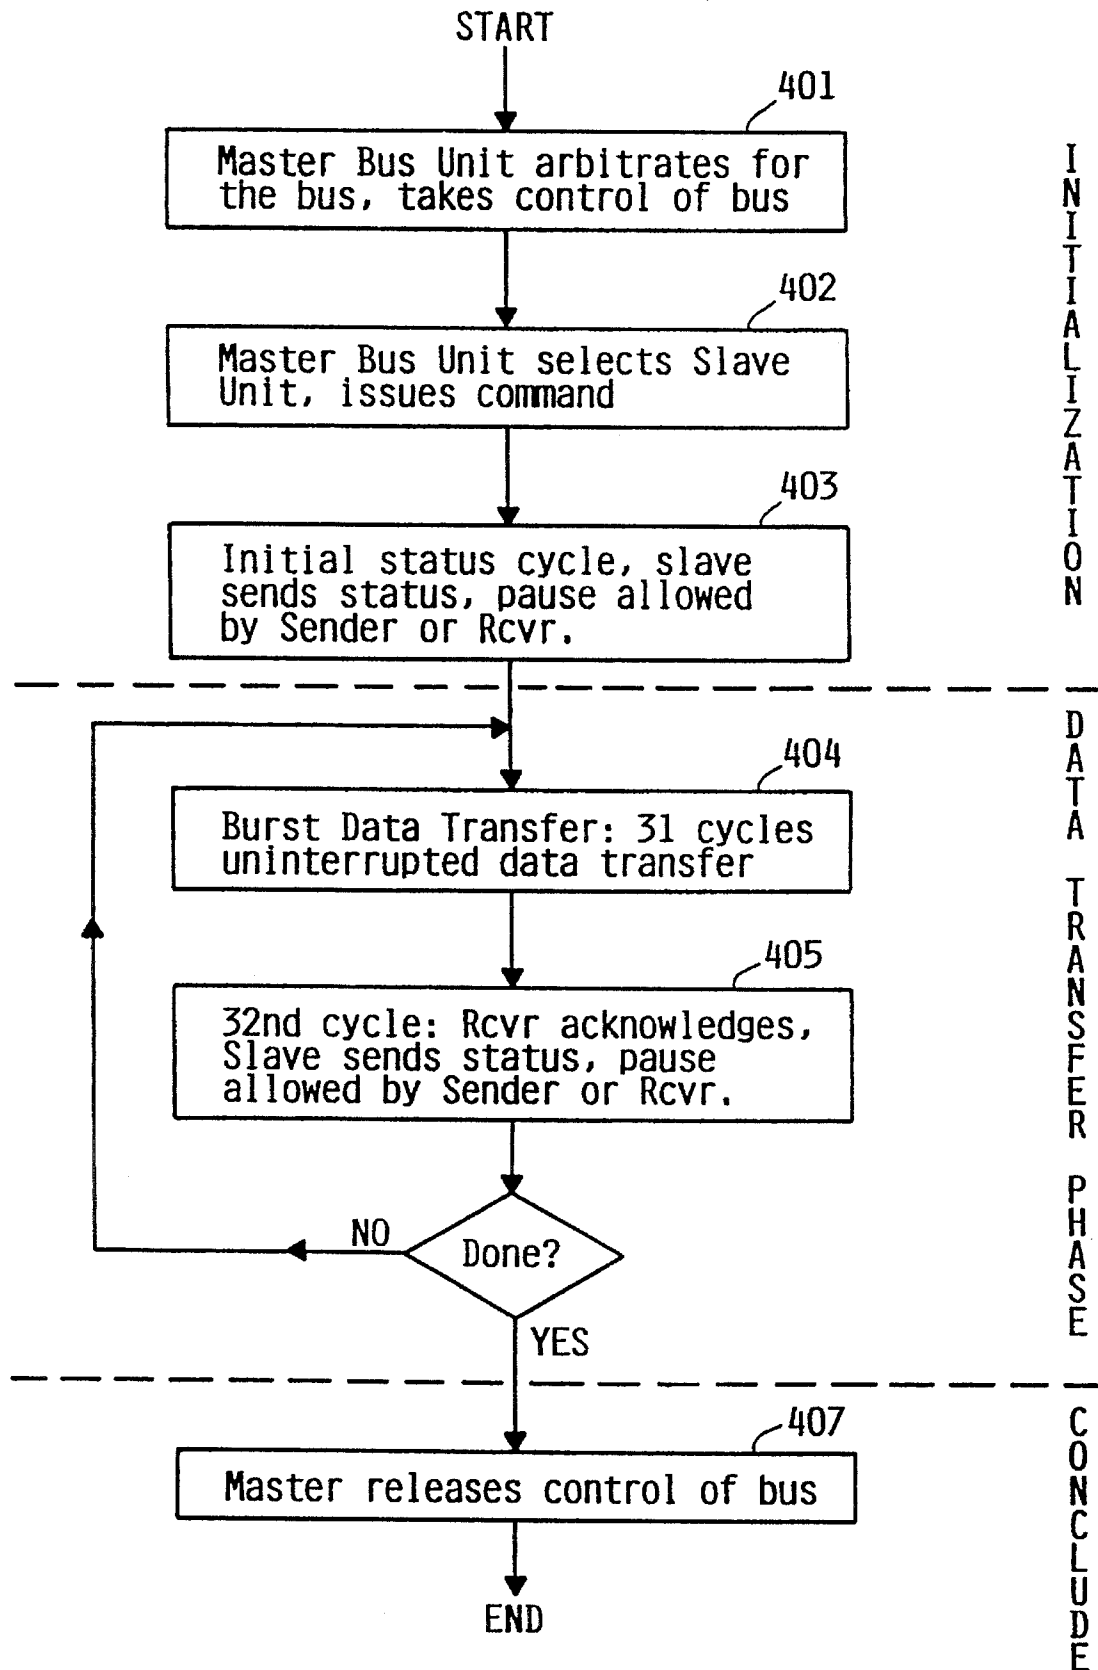 START
401
Master Bus Unit arbitrates for
the bus, takes control of bus
402
Master Bus Unit selects Slave
Unit, issues command
403
Initial status cycle, slave
sends status, pause allowed
by Sender or Rcvr.
INITIALIZATION
404
Burst Data Transfer: 31 cycles
uninterrupted data transfer
405
32nd cycle: Rcvr acknowledges,
Slave sends status, pause
allowed by Sender or Rcvr.
NO
Done?
YES
DATA TRANSFER PHASE
407
Master releases control of bus
END
CONCLUDE